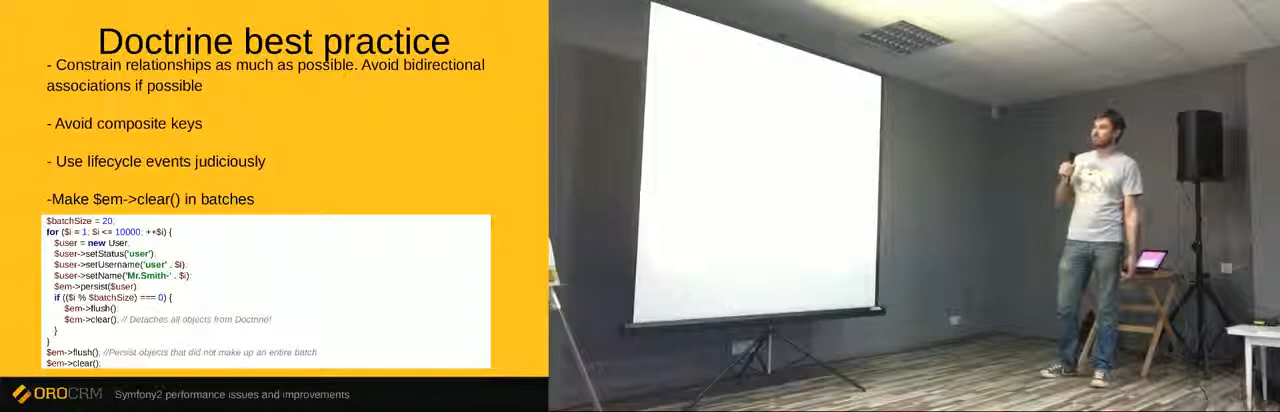 Doctrine best practice
- Constrain relationships as much as possible. Avoid bidirectional
associations if possible
- Avoid composite keys
- Use lifecycle events judiciously
-Make $em->clear() in batches
$batchSize = 20;
for ($i = 1; $i <= 10000; ++$i) {
$user = new User;
$user->setStatus('user');
$user->setUsername('user' . $i);
$user->setName('Mr.Smith-' . $i);
$em->persist($user);
if (($i % $batchSize) === 0) {
$em->flush();
$em->clear(); // Detaches all objects from Doctrine!
}
}
$em->flush(); //Persist objects that did not make up an entire batch
$em->clear();
OROCRM Symfony2 performance issues and improvements